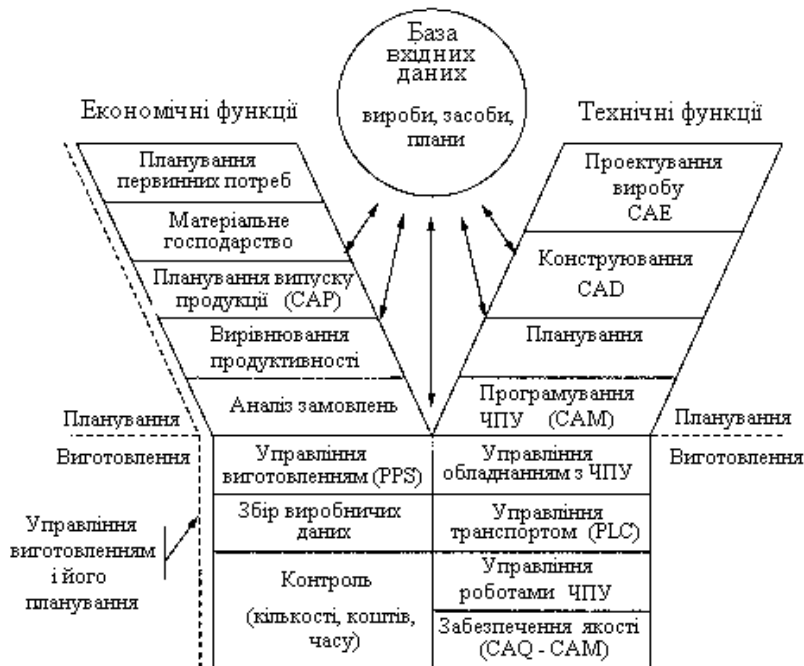 База
вхідних
даних
вироби, засоби,
плани
Економічні функції
Технічні функції
Планування
первинних потреб
Матеріальне
господарство
Планування випуску
продукції (CAP)
Вирівнювання
продуктивності
Аналіз замовлень
Проектування
виробу
CAE
Конструювання
CAD
Планування
Програмування
ЧПУ (CAM)
Планування
Виготовлення
Планування
Виготовлення
Управління
виготовленням (PPS)
Збір виробничих
даних
Контроль
(кількості, коштів,
часу)
Управління
обладнанням з ЧПУ
Управління
транспортом (PLC)
Управління
роботами ЧПУ
Забезпечення якості
(CAQ - CAM)
Управління
виготовленням
і його
планування